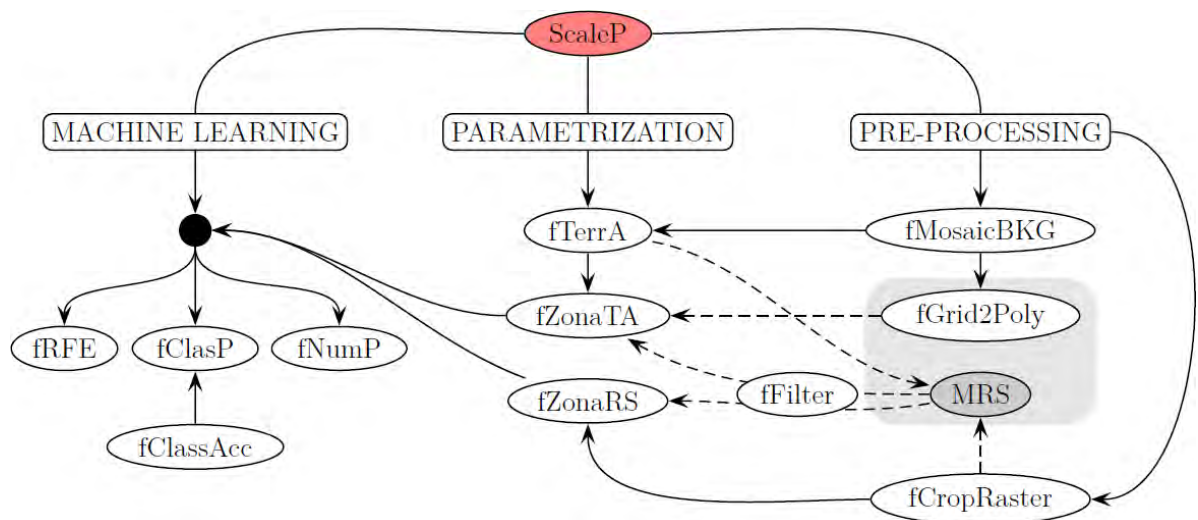 ScaleP
MACHINE LEARNING
PARAMETRIZATION
PRE-PROCESSING
fTerrA
fMosaicBKG
fZonaTA
fGrid2Poly
fRFE
fClasP
fNumP
fZonaRS
fFilter
MRS
fClassAcc
fCropRaster